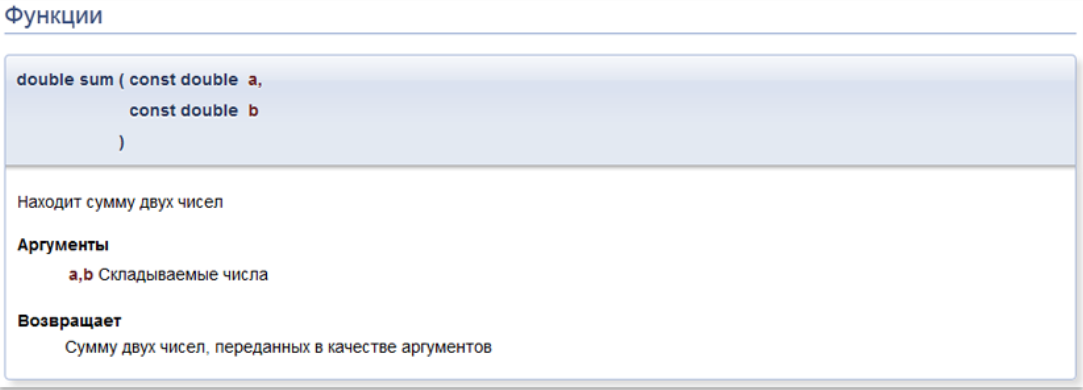 Функции
double sum ( const double a,
const double b
)
Находит сумму двух чисел
Аргументы
a,b Складываемые числа
Возвращает
Сумму двух чисел, переданных в качестве аргументов